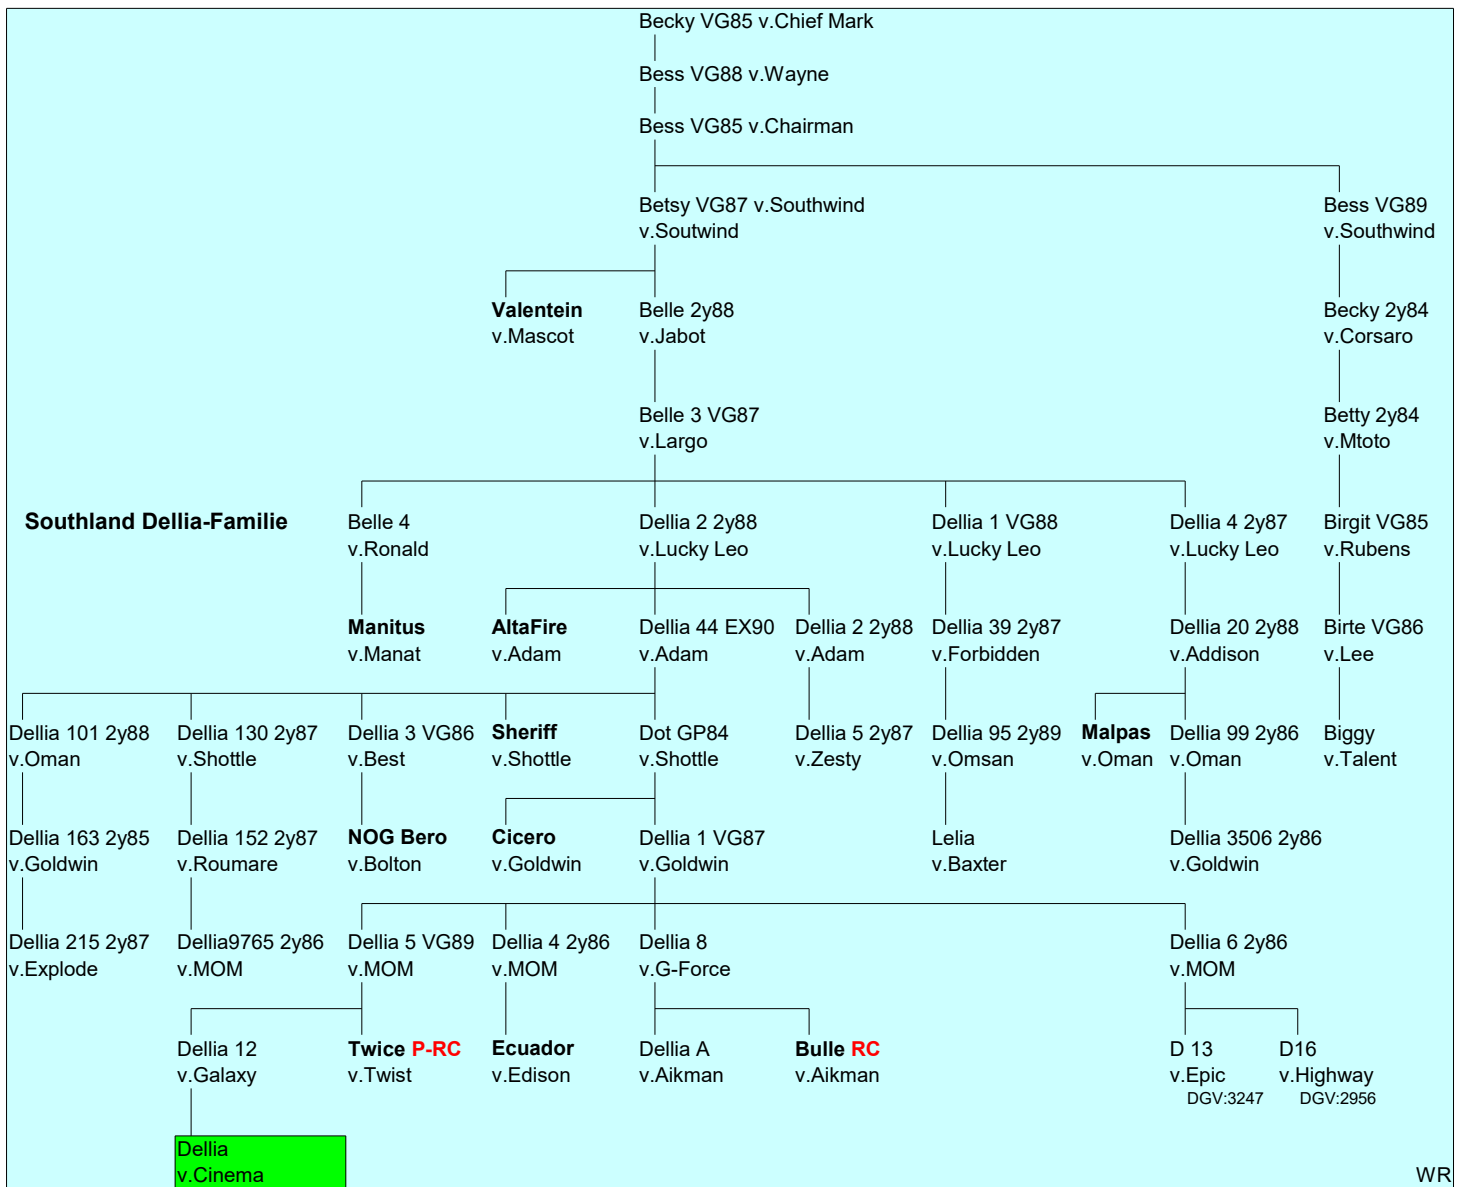 Becky VG85 v.Chief Mark
Bess VG88 v.Wayne
Bess VG85 v.Chairman
Betsy VG87 v.Southwind
v.Soutwind
Bess VG89
v.Southwind
Valentein
v.Mascot
Belle 2y88
v.Jabot
Becky 2y84
v.Corsaro
Belle 3 VG87
v.Largo
Betty 2y84
v.Mtoto
Southland Dellia-Familie
Belle 4
v.Ronald
Dellia 2 2y88
v.Lucky Leo
Dellia 1 VG88
v.Lucky Leo
Dellia 4 2y87
v.Lucky Leo
Birgit VG85
v.Rubens
Manitus
v.Manat
AltaFire
v.Adam
Dellia 44 EX90
v.Adam
Dellia 2 2y88
v.Adam
Dellia 39 2y87
v.Forbidden
Dellia 20 2y88
v.Addison
Birte VG86
v.Lee
Dellia 101 2y88
v.Oman
Dellia 130 2y87
v.Shottle
Dellia 3 VG86
v.Best
Sheriff
v.Shottle
Dot GP84
v.Shottle
Dellia 5 2y87
v.Zesty
Dellia 95 2y89
v.Omsan
Malpas
v.Oman
Dellia 99 2y86
v.Oman
Biggy
v.Talent
Dellia 163 2y85
v.Goldwin
Dellia 152 2y87
v.Roumare
NOG Bero
v.Bolton
Cicero
v.Goldwin
Dellia 1 VG87
v.Goldwin
Lelia
v.Baxter
Dellia 3506 2y86
v.Goldwin
Dellia 215 2y87
v.Explode
Dellia9765 2y86
v.MOM
Dellia 5 VG89
v.MOM
Dellia 4 2y86
v.MOM
Dellia 8
v.G-Force
Dellia 6 2y86
v.MOM
Dellia 12
v.Galaxy
Twice P-RC
v.Twist
Ecuador
v.Edison
Dellia A
v.Aikman
Bulle RC
v.Aikman
D 13
v.Epic
DGV:3247
D16
v.Highway
DGV:2956
Dellia
v.Cinema
WR